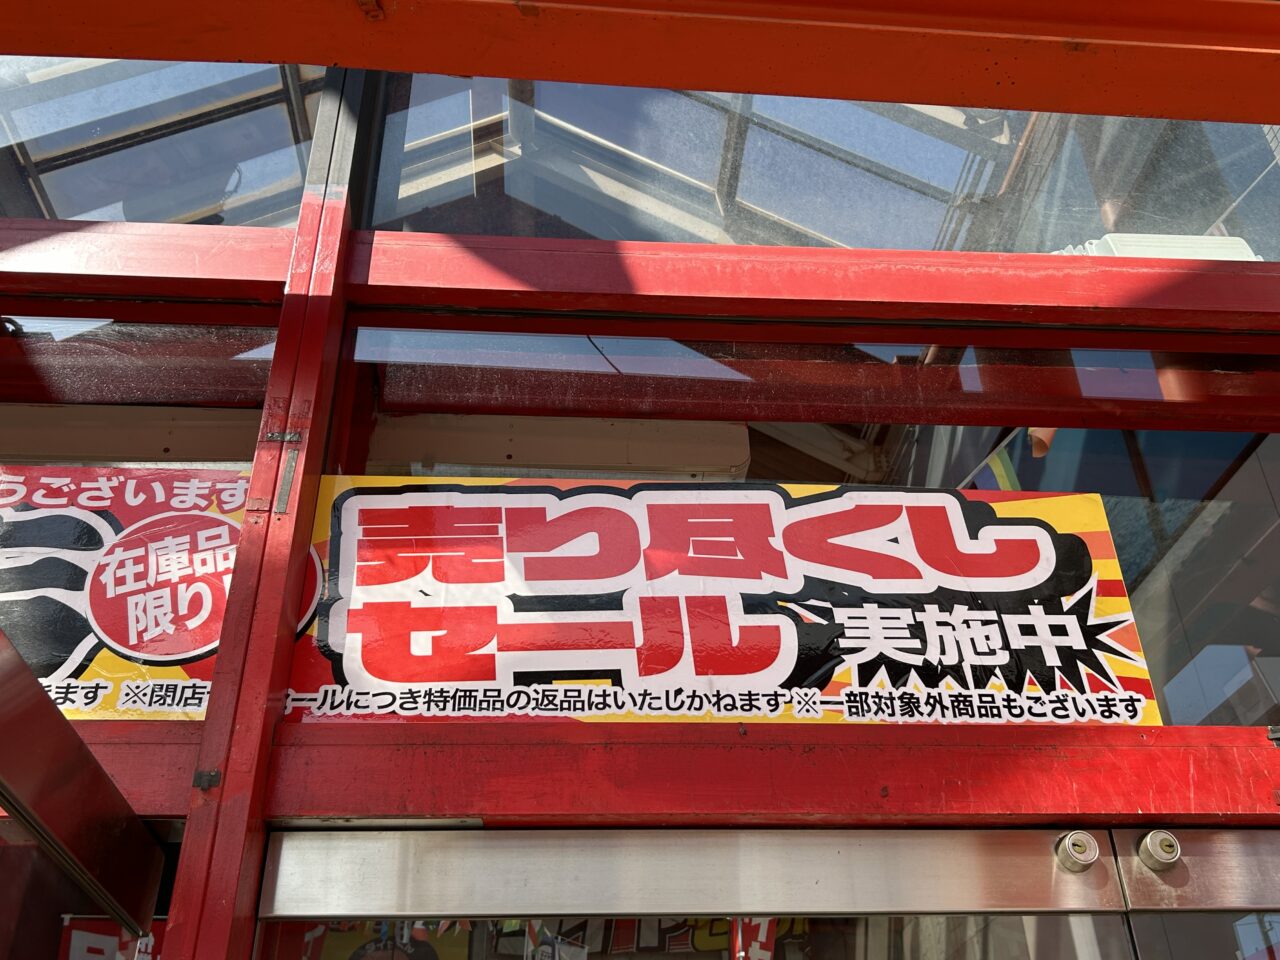 うございます
在庫品
限り!
売り尽くし
セール
実施中
ます ※閉店セールにつき特価品の返品はいたしかねます ※一部対象外商品もございます